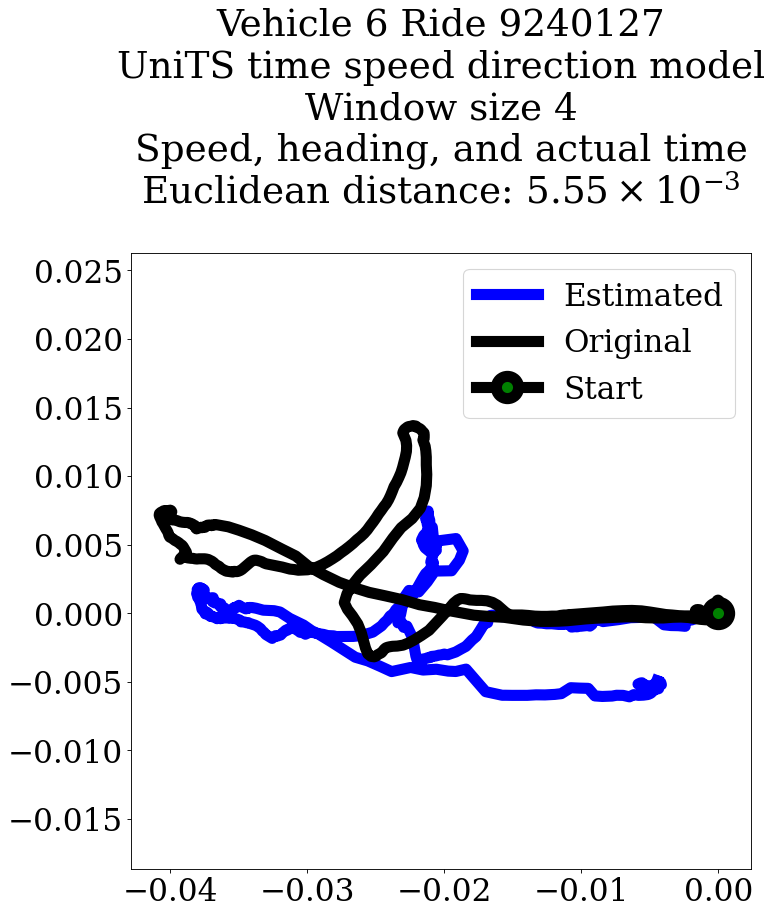 Vehicle 6 Ride 9240127
UniTS time speed direction model
Window size 4
Speed, heading, and actual time
Euclidean distance: 5.55 × 10⁻³
Estimated
Original
Start
0.025
0.020
0.015
0.010
0.005
0.000
−0.005
−0.010
−0.015
−0.04 −0.03 −0.02 −0.01 0.00